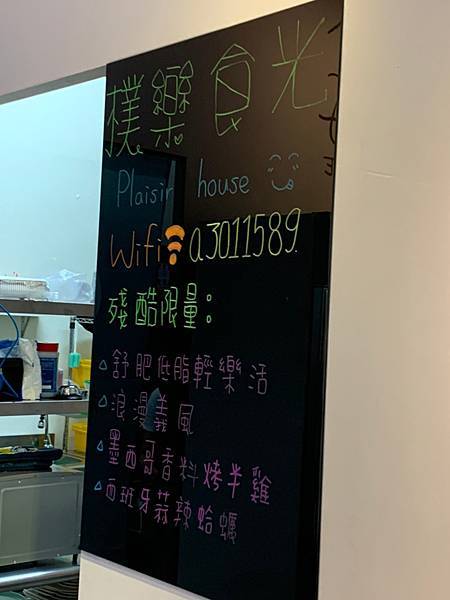 樸樂食光
Plaisir house
Wifi a3011589
殘酷限量：
舒肥低脂輕樂活
浪漫義風
墨西哥香料烤半雞
西班牙蒜辣蛤蠣